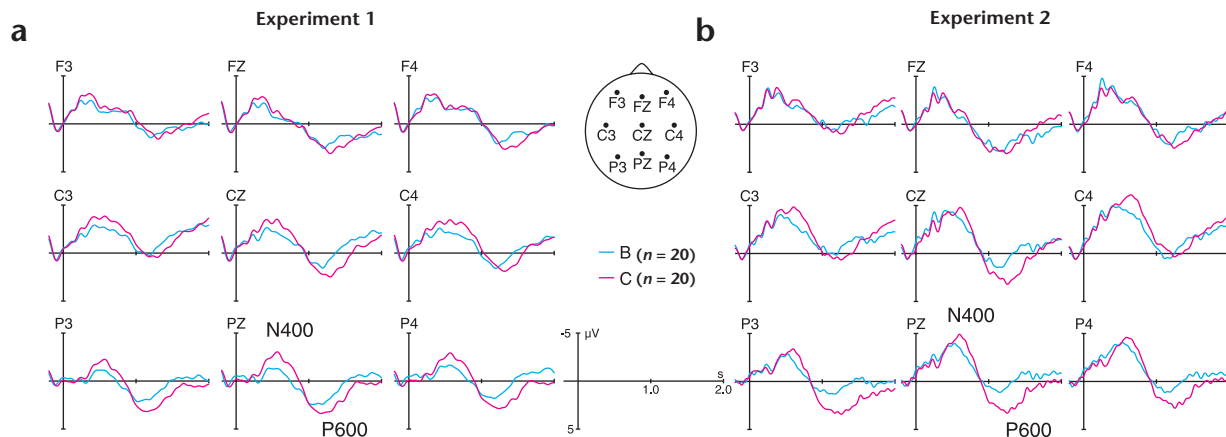 Experiment 1
Experiment 2
a
b
F3
FZ
F4
F3 FZ F4
C3 CZ C4
P3 PZ P4
F3
FZ
F4
C3
CZ
C4
B (n = 20)
C (n = 20)
C3
CZ
C4
P3
PZ
P4
N400
P600
-5
µV
s
1.0
2.0
5
P3
PZ
P4
N400
P600